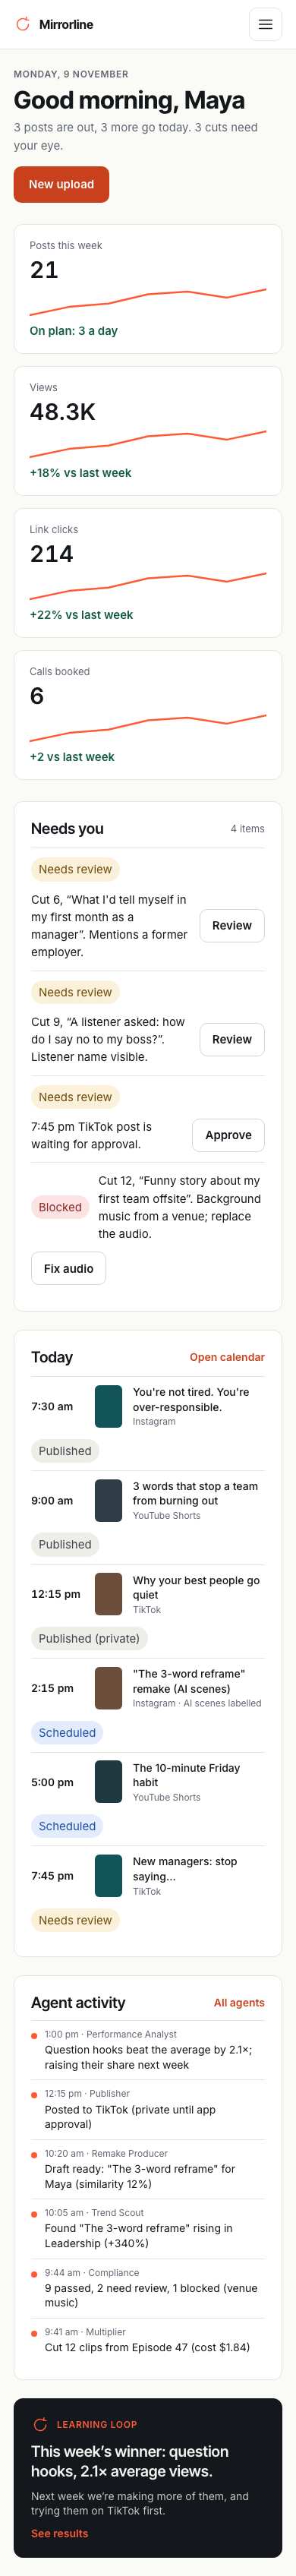 Mirrorline
MONDAY, 9 NOVEMBER
Good morning, Maya
3 posts are out, 3 more go today. 3 cuts need
your eye.
New upload
Posts this week
21
On plan: 3 a day
Views
48.3K
+18% vs last week
Link clicks
214
+22% vs last week
Calls booked
6
+2 vs last week
Needs you
4 items
Needs review
Cut 6, “What I'd tell myself in
my first month as a
manager”. Mentions a former
employer.
Review
Needs review
Cut 9, “A listener asked: how
do I say no to my boss?”.
Listener name visible.
Review
Needs review
7:45 pm TikTok post is
waiting for approval.
Approve
Blocked
Cut 12, “Funny story about my
first team offsite”. Background
music from a venue; replace
the audio.
Fix audio
Today
Open calendar
7:30 am
You're not tired. You're
over-responsible.
Instagram
Published
9:00 am
3 words that stop a team
from burning out
YouTube Shorts
Published
12:15 pm
Why your best people go
quiet
TikTok
Published (private)
2:15 pm
"The 3-word reframe"
remake (AI scenes)
Instagram · AI scenes labelled
Scheduled
5:00 pm
The 10-minute Friday
habit
YouTube Shorts
Scheduled
7:45 pm
New managers: stop
saying…
TikTok
Needs review
Agent activity
All agents
1:00 pm · Performance Analyst
Question hooks beat the average by 2.1×;
raising their share next week
12:15 pm · Publisher
Posted to TikTok (private until app
approval)
10:20 am · Remake Producer
Draft ready: "The 3-word reframe" for
Maya (similarity 12%)
10:05 am · Trend Scout
Found "The 3-word reframe" rising in
Leadership (+340%)
9:44 am · Compliance
9 passed, 2 need review, 1 blocked (venue
music)
9:41 am · Multiplier
Cut 12 clips from Episode 47 (cost $1.84)
LEARNING LOOP
This week’s winner: question
hooks, 2.1× average views.
Next week we’re making more of them, and
trying them on TikTok first.
See results